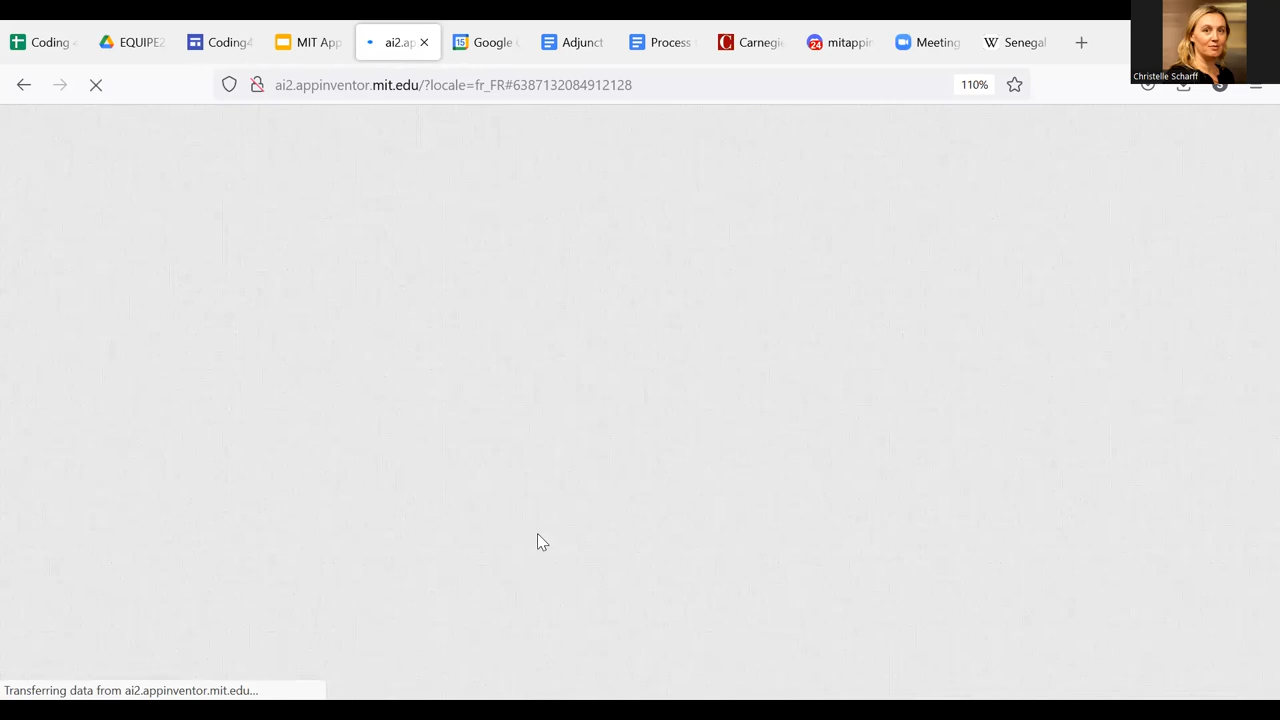 Coding
EQUIPE2
Coding4
MIT App
ai2.ap
Google
Adjunct
Process
Carnegi
mitappin
Meeting
Senegal
ai2.appinventor.mit.edu/?locale=fr_FR#6387132084912128
110%
Christelle Scharff
Transferring data from ai2.appinventor.mit.edu...